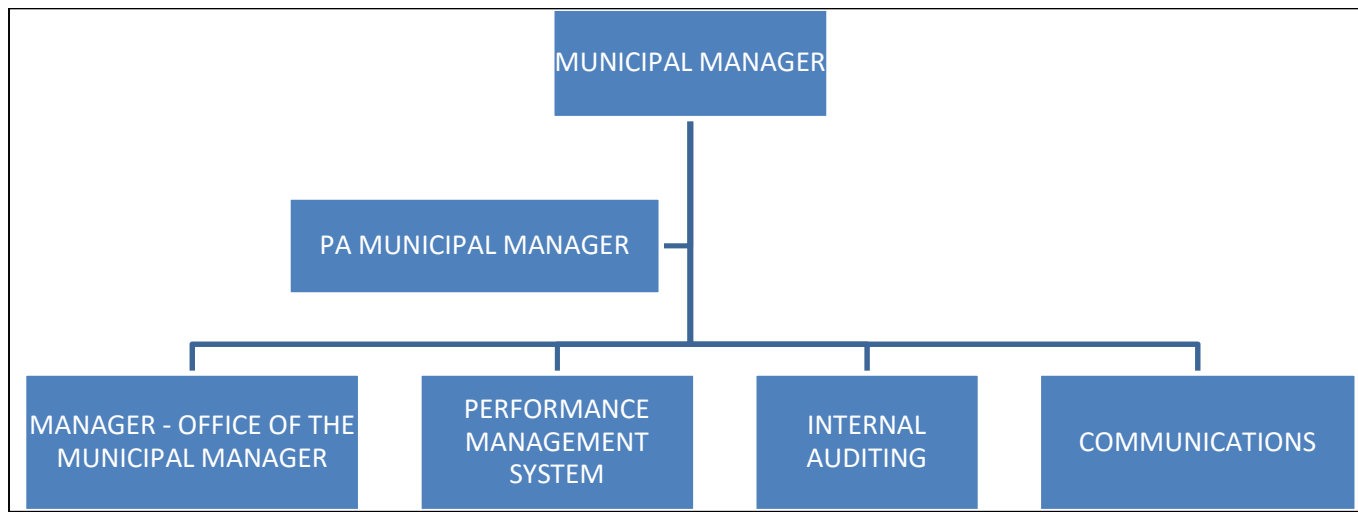 MUNICIPAL MANAGER
PA MUNICIPAL MANAGER
MANAGER - OFFICE OF THE
MUNICIPAL MANAGER
PERFORMANCE
MANAGEMENT
SYSTEM
INTERNAL
AUDITING
COMMUNICATIONS